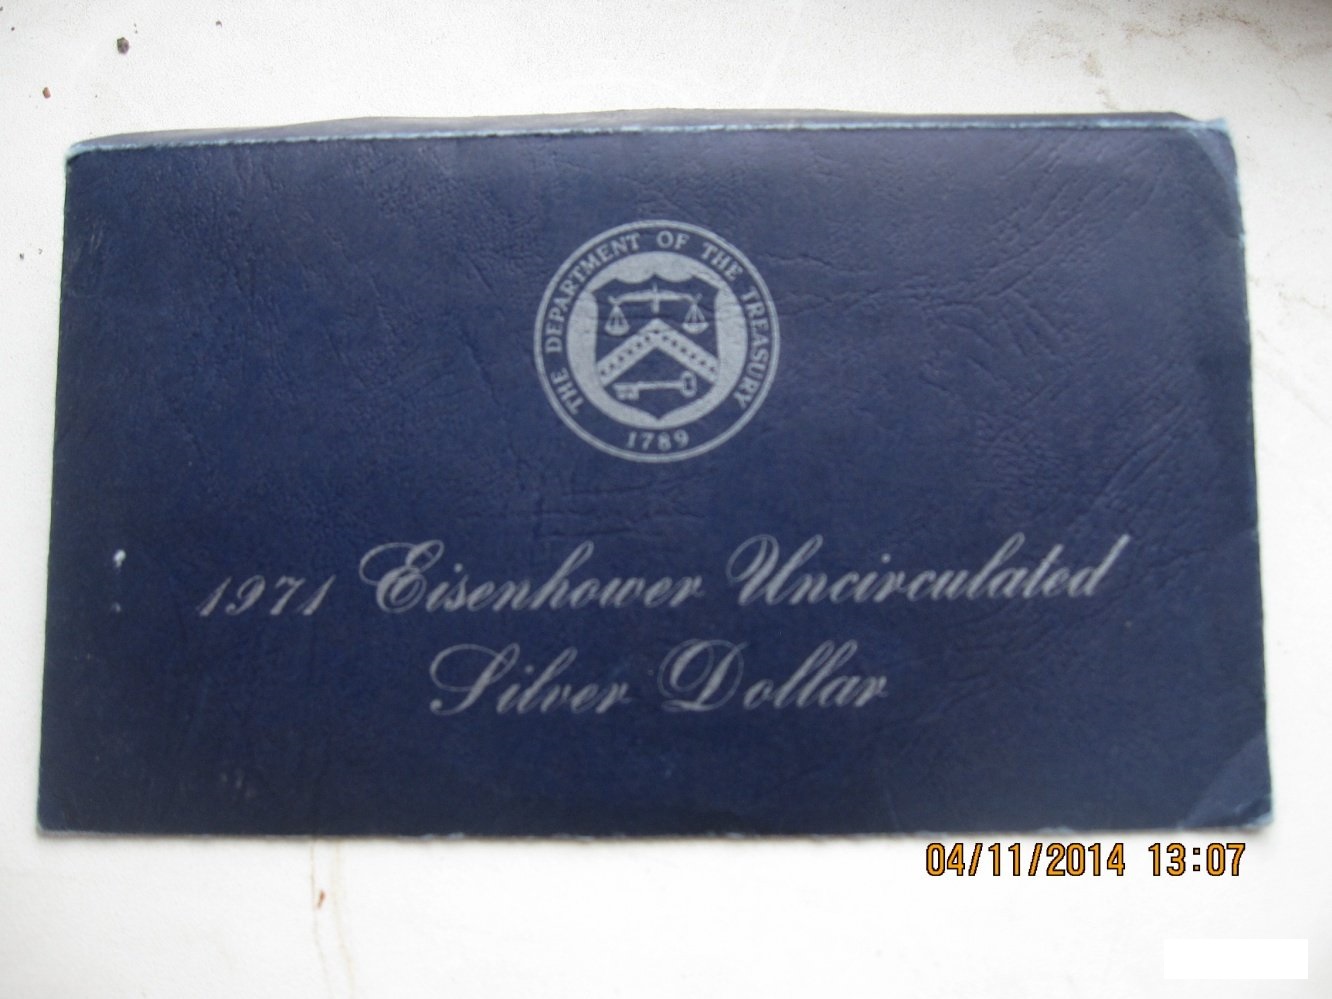 THE DEPARTMENT OF THE TREASURY
1789
1971 Eisenhower Uncirculated
Silver Dollar
04/11/2014 13:07